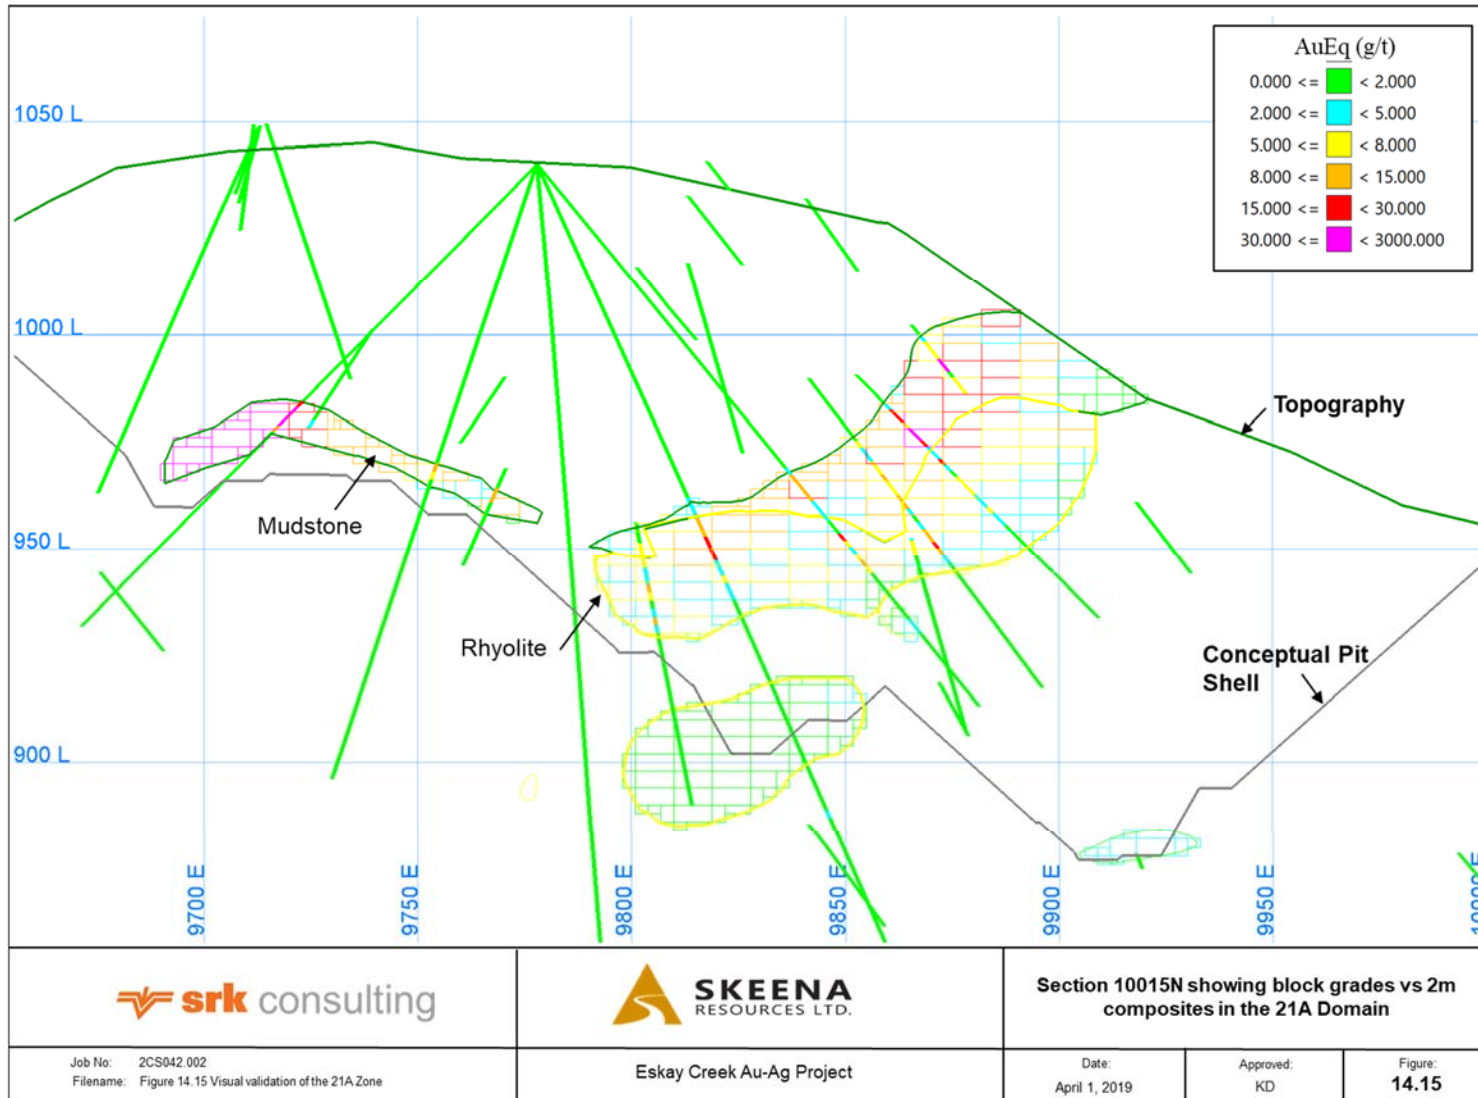 AuEq (g/t)
0.000 <= < 2.000
2.000 <= < 5.000
5.000 <= < 8.000
8.000 <= < 15.000
15.000 <= < 30.000
30.000 <= < 3000.000
1050 L
1000 L
Topography
Mudstone
950 L
Rhyolite
Conceptual Pit
Shell
900 L
9700 E
9750 E
9800 E
9850 E
9900 E
9950 E
srk consulting
SKEENA
RESOURCES LTD.
Section 10015N showing block grades vs 2m
composites in the 21A Domain
Job No: 2CS042.002
Filename: Figure 14.15 Visual validation of the 21A Zone
Eskay Creek Au-Ag Project
Date:
April 1, 2019
Approved:
KD
Figure:
14.15